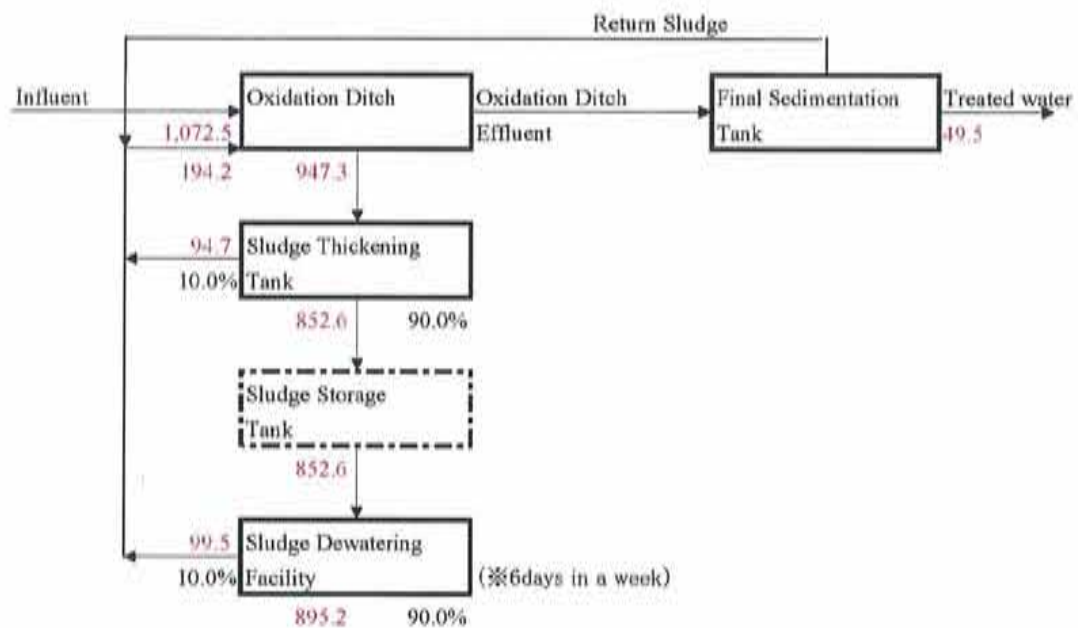 Return Sludge
Influent
Oxidation Ditch
Oxidation Ditch
Effluent
Final Sedimentation
Tank
Treated water
49.5
1,072.5
194.2
947.3
94.7
10.0%
Sludge Thickening
Tank
852.6
90.0%
Sludge Storage
Tank
852.6
99.5
10.0%
Sludge Dewatering
Facility
(※6days in a week)
895.2
90.0%